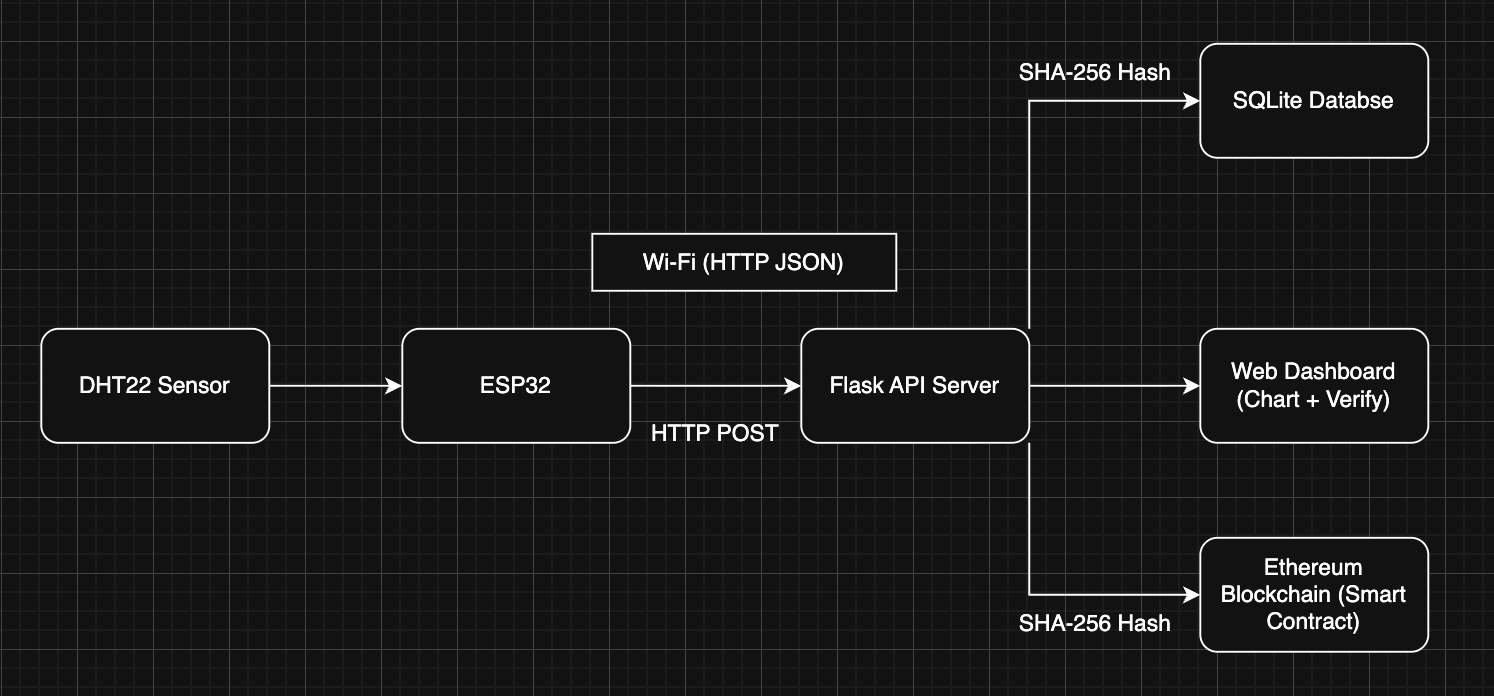 SHA-256 Hash
SQLite Databse
Wi-Fi (HTTP JSON)
DHT22 Sensor
ESP32
HTTP POST
Flask API Server
Web Dashboard
(Chart + Verify)
Ethereum
Blockchain (Smart
Contract)
SHA-256 Hash